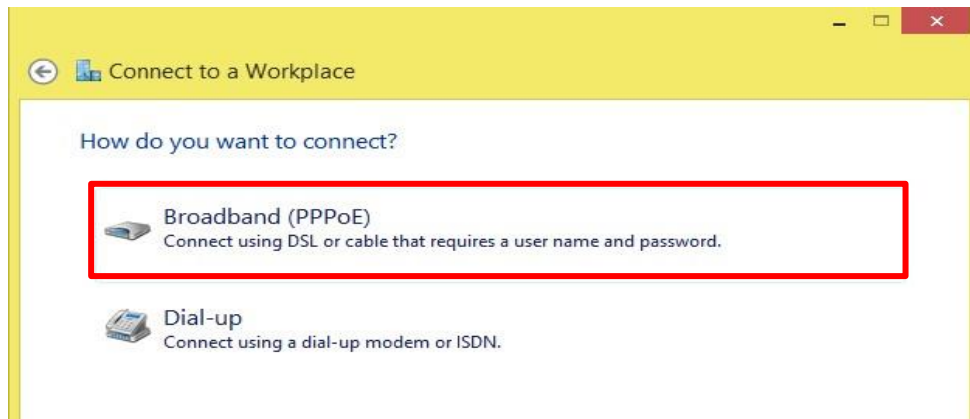 Connect to a Workplace
How do you want to connect?
Broadband (PPPoE)
Connect using DSL or cable that requires a user name and password.
Dial-up
Connect using a dial-up modem or ISDN.